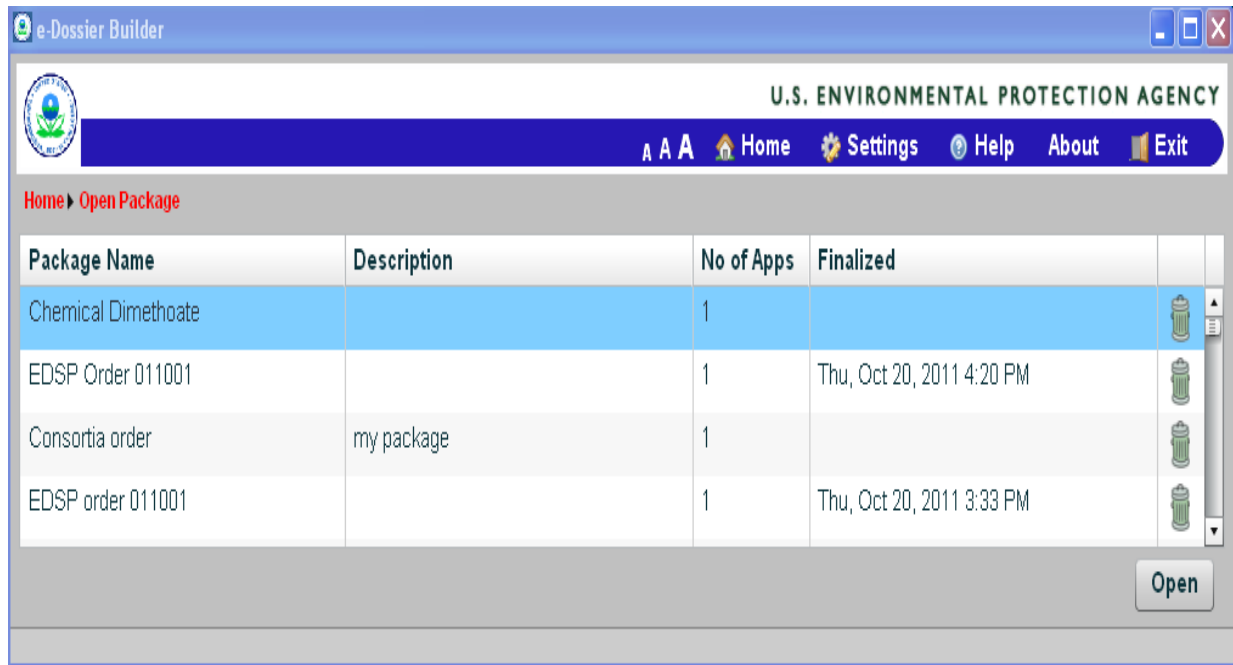 e-Dossier Builder
U.S. ENVIRONMENTAL PROTECTION AGENCY
A A A Home Settings Help About Exit
Home Open Package
Package Name Description No of Apps Finalized
Chemical Dimethoate 1
EDSP Order 011001 1 Thu, Oct 20, 2011 4:20 PM
Consortia order my package 1
EDSP order 011001 1 Thu, Oct 20, 2011 3:33 PM
Open